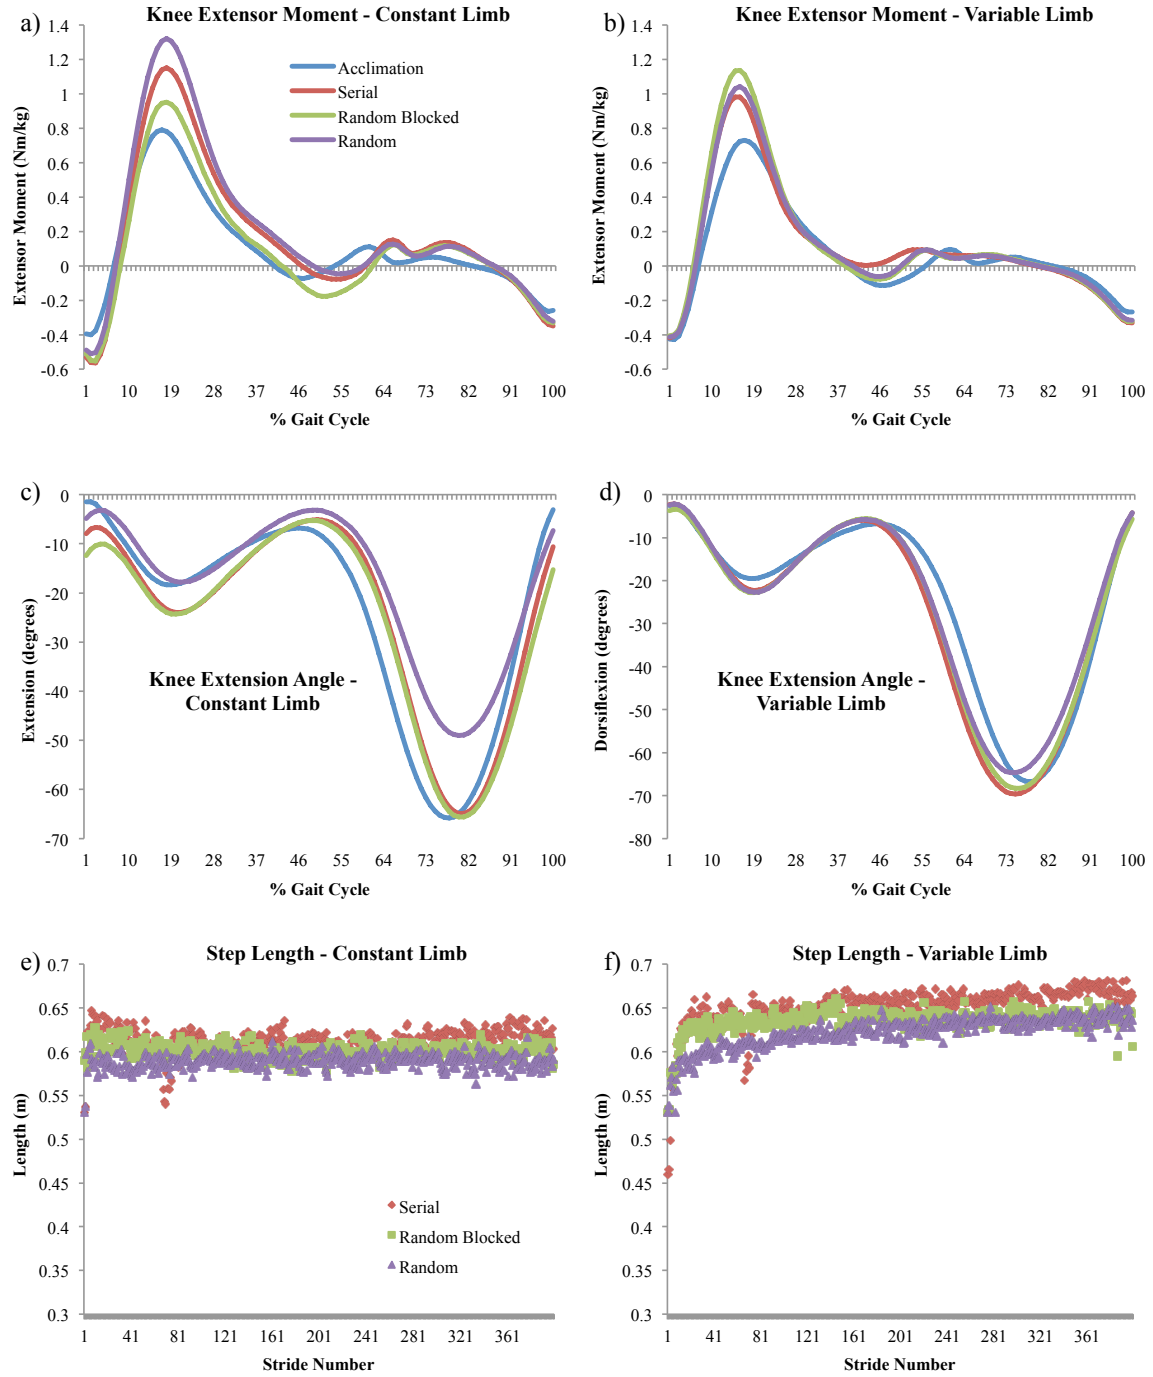 a)
Knee Extensor Moment - Constant Limb
Extensor Moment (Nm/kg)
1.4
1.2
1
0.8
0.6
0.4
0.2
0
-0.2
-0.4
-0.6
Acclimation
Serial
Random Blocked
Random
1 10 19 28 37 46 55 64 73 82 91 100
% Gait Cycle
b)
Knee Extensor Moment - Variable Limb
Extensor Moment (Nm/kg)
1.4
1.2
1
0.8
0.6
0.4
0.2
0
-0.2
-0.4
-0.6
1 10 19 28 37 46 55 64 73 82 91 100
% Gait Cycle
c)
Extension (degrees)
0
-10
-20
-30
-40
-50
-60
-70
Knee Extension Angle -
Constant Limb
1 10 19 28 37 46 55 64 73 82 91 100
% Gait Cycle
d)
Dorsiflexion (degrees)
0
-10
-20
-30
-40
-50
-60
-70
-80
Knee Extension Angle -
Variable Limb
1 10 19 28 37 46 55 64 73 82 91 100
% Gait Cycle
e)
Step Length - Constant Limb
Length (m)
0.7
0.65
0.6
0.55
0.5
0.45
0.4
0.35
0.3
Serial
Random Blocked
Random
1 41 81 121 161 201 241 281 321 361
Stride Number
f)
Step Length - Variable Limb
Length (m)
0.7
0.65
0.6
0.55
0.5
0.45
0.4
0.35
0.3
1 41 81 121 161 201 241 281 321 361
Stride Number